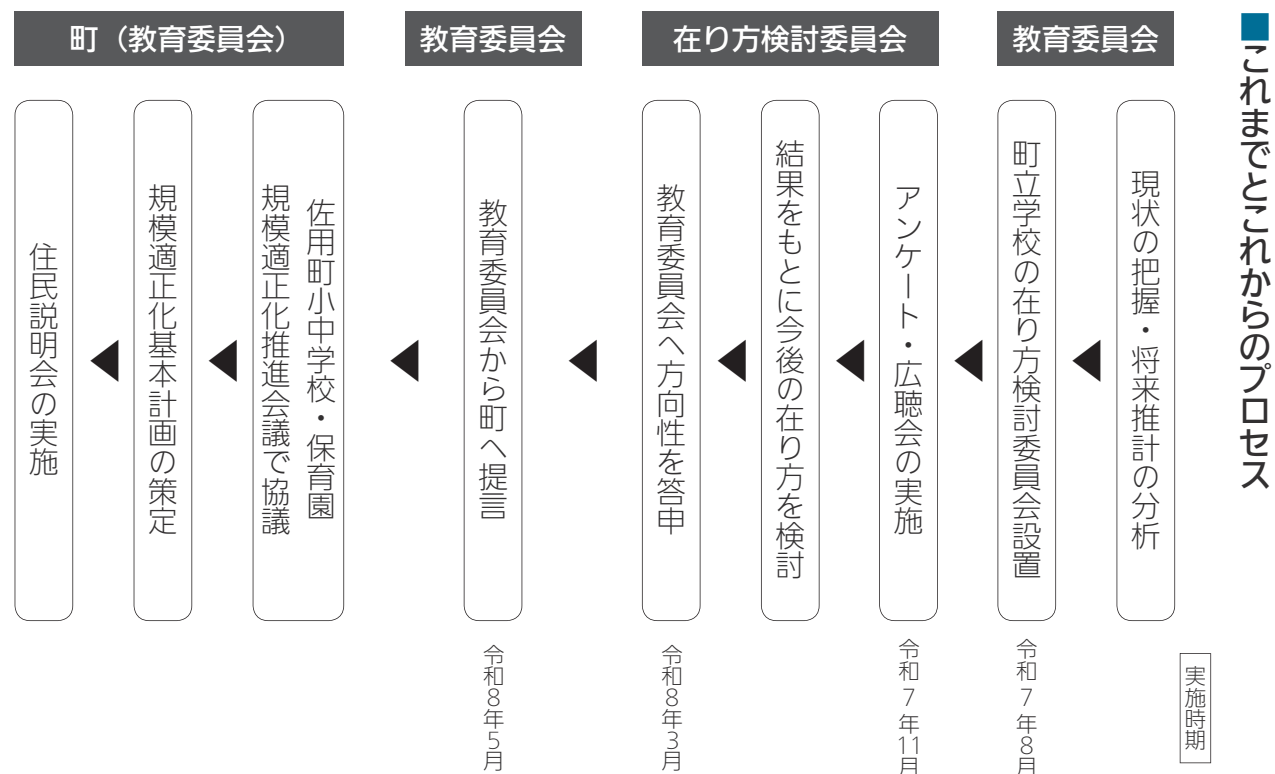 ■これまでとこれからのプロセス
実施時期
教育委員会
現状の把握・将来推計の分析
町立学校の在り方検討委員会設置
令和7年8月
在り方検討委員会
アンケート・広聴会の実施
令和7年11月
結果をもとに今後の在り方を検討
教育委員会へ方向性を答申
令和8年3月
教育委員会
教育委員会から町へ提言
令和8年5月
町（教育委員会）
佐用町小中学校・保育園
規模適正化推進会議で協議
規模適正化基本計画の策定
住民説明会の実施